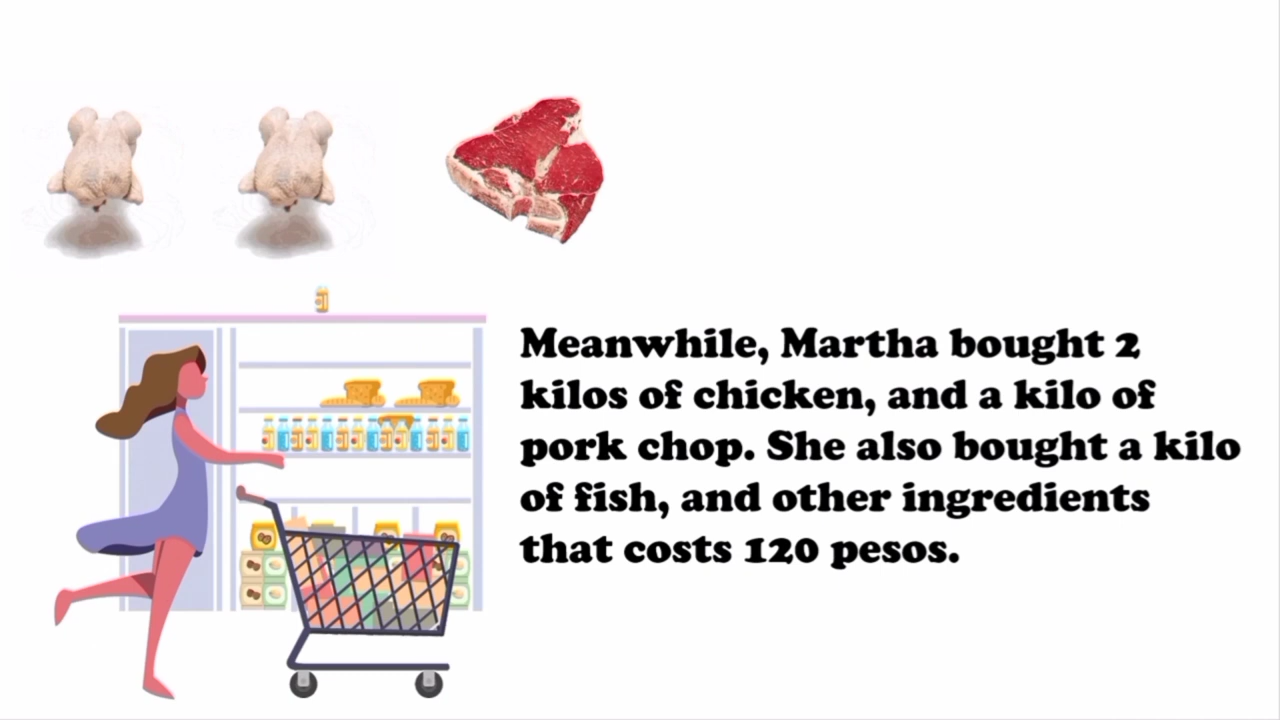 Meanwhile, Martha bought 2
kilos of chicken, and a kilo of
pork chop. She also bought a kilo
of fish, and other ingredients
that costs 120 pesos.